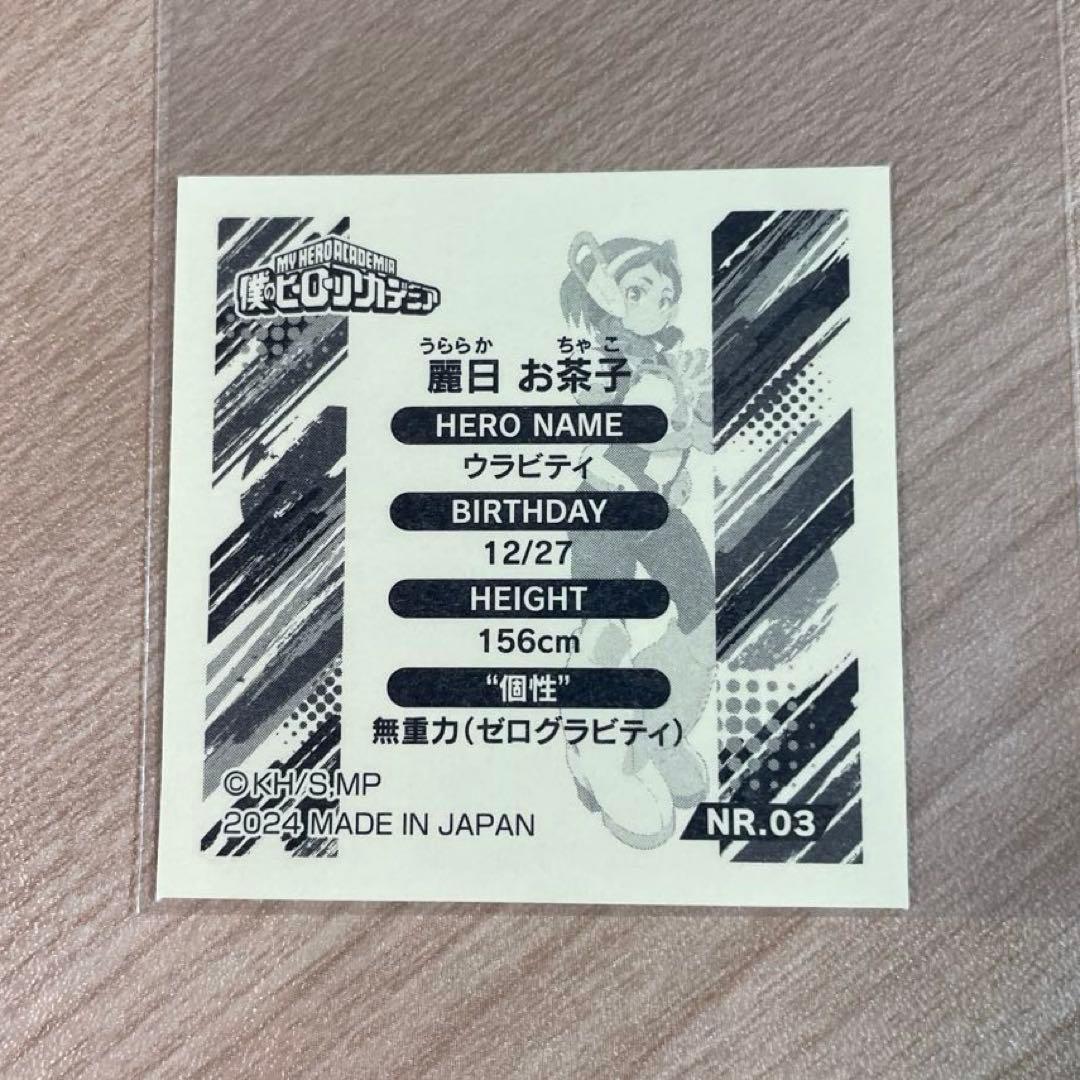 MY HERO ACADEMIA
僕のヒーローアカデミア
うららか ちゃこ
麗日 お茶子
HERO NAME
ウラビティ
BIRTHDAY
12/27
HEIGHT
156cm
“個性”
無重力(ゼログラビティ)
©KH/S,MP
2024 MADE IN JAPAN
NR.03